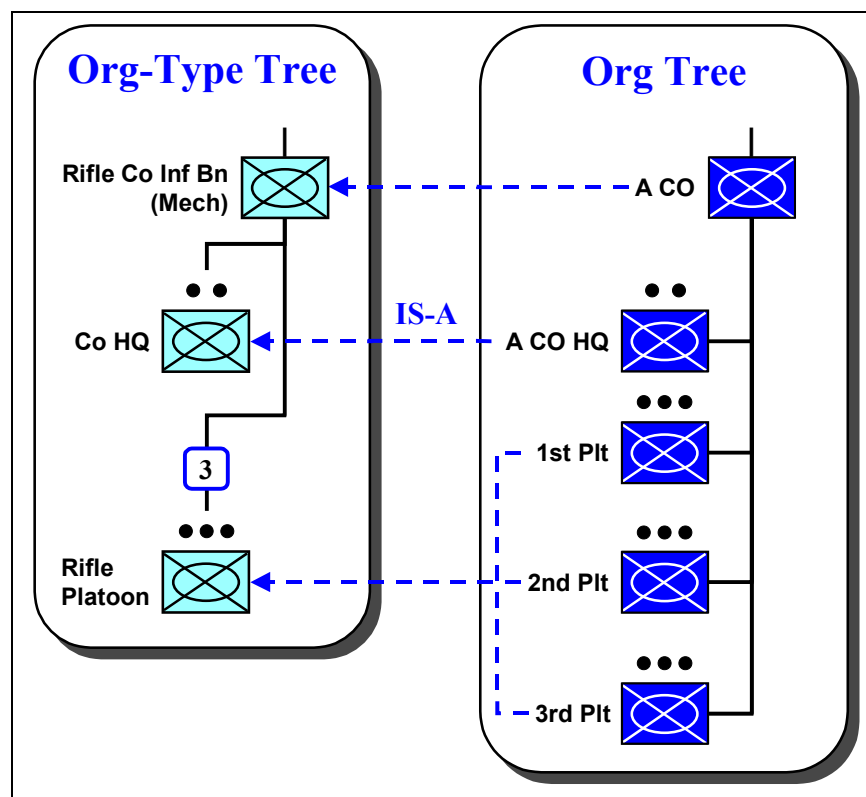 Org-Type Tree
Rifle Co Inf Bn
(Mech)
Co HQ
3
Rifle
Platoon
IS-A
Org Tree
A CO
A CO HQ
1st Plt
2nd Plt
3rd Plt